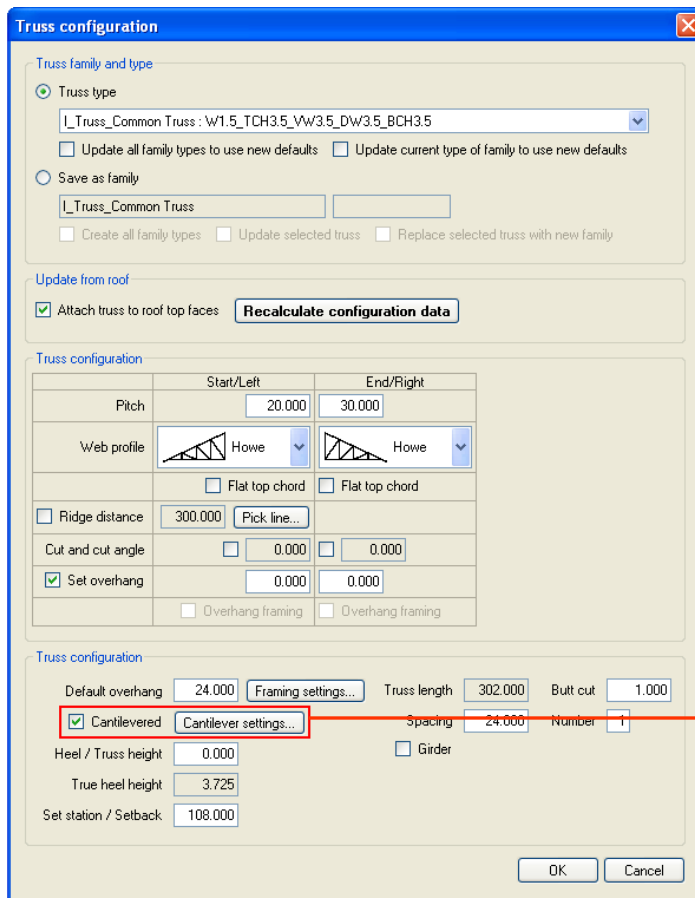 Truss configuration
Truss family and type
Truss type
I_Truss_Common Truss : W1.5_TCH3.5_VW3.5_DW3.5_BCH3.5
Update all family types to use new defaults Update current type of family to use new defaults
Save as family
I_Truss_Common Truss
Create all family types Update selected truss Replace selected truss with new family
Update from roof
Attach truss to roof top faces Recalculate configuration data
Truss configuration
Start/Left End/Right
Pitch 20.000 30.000
Web profile Howe Howe
Flat top chord Flat top chord
Ridge distance 300.000 Pick line...
Cut and cut angle 0.000 0.000
Set overhang 0.000 0.000
Overhang framing Overhang framing
Truss configuration
Default overhang 24.000 Framing settings... Truss length 302.000 Butt cut 1.000
Cantilevered Cantilever settings... Spacing 24.000 Number 1
Heel / Truss height 0.000 Girder
True heel height 3.725
Set station / Setback 108.000
OK Cancel